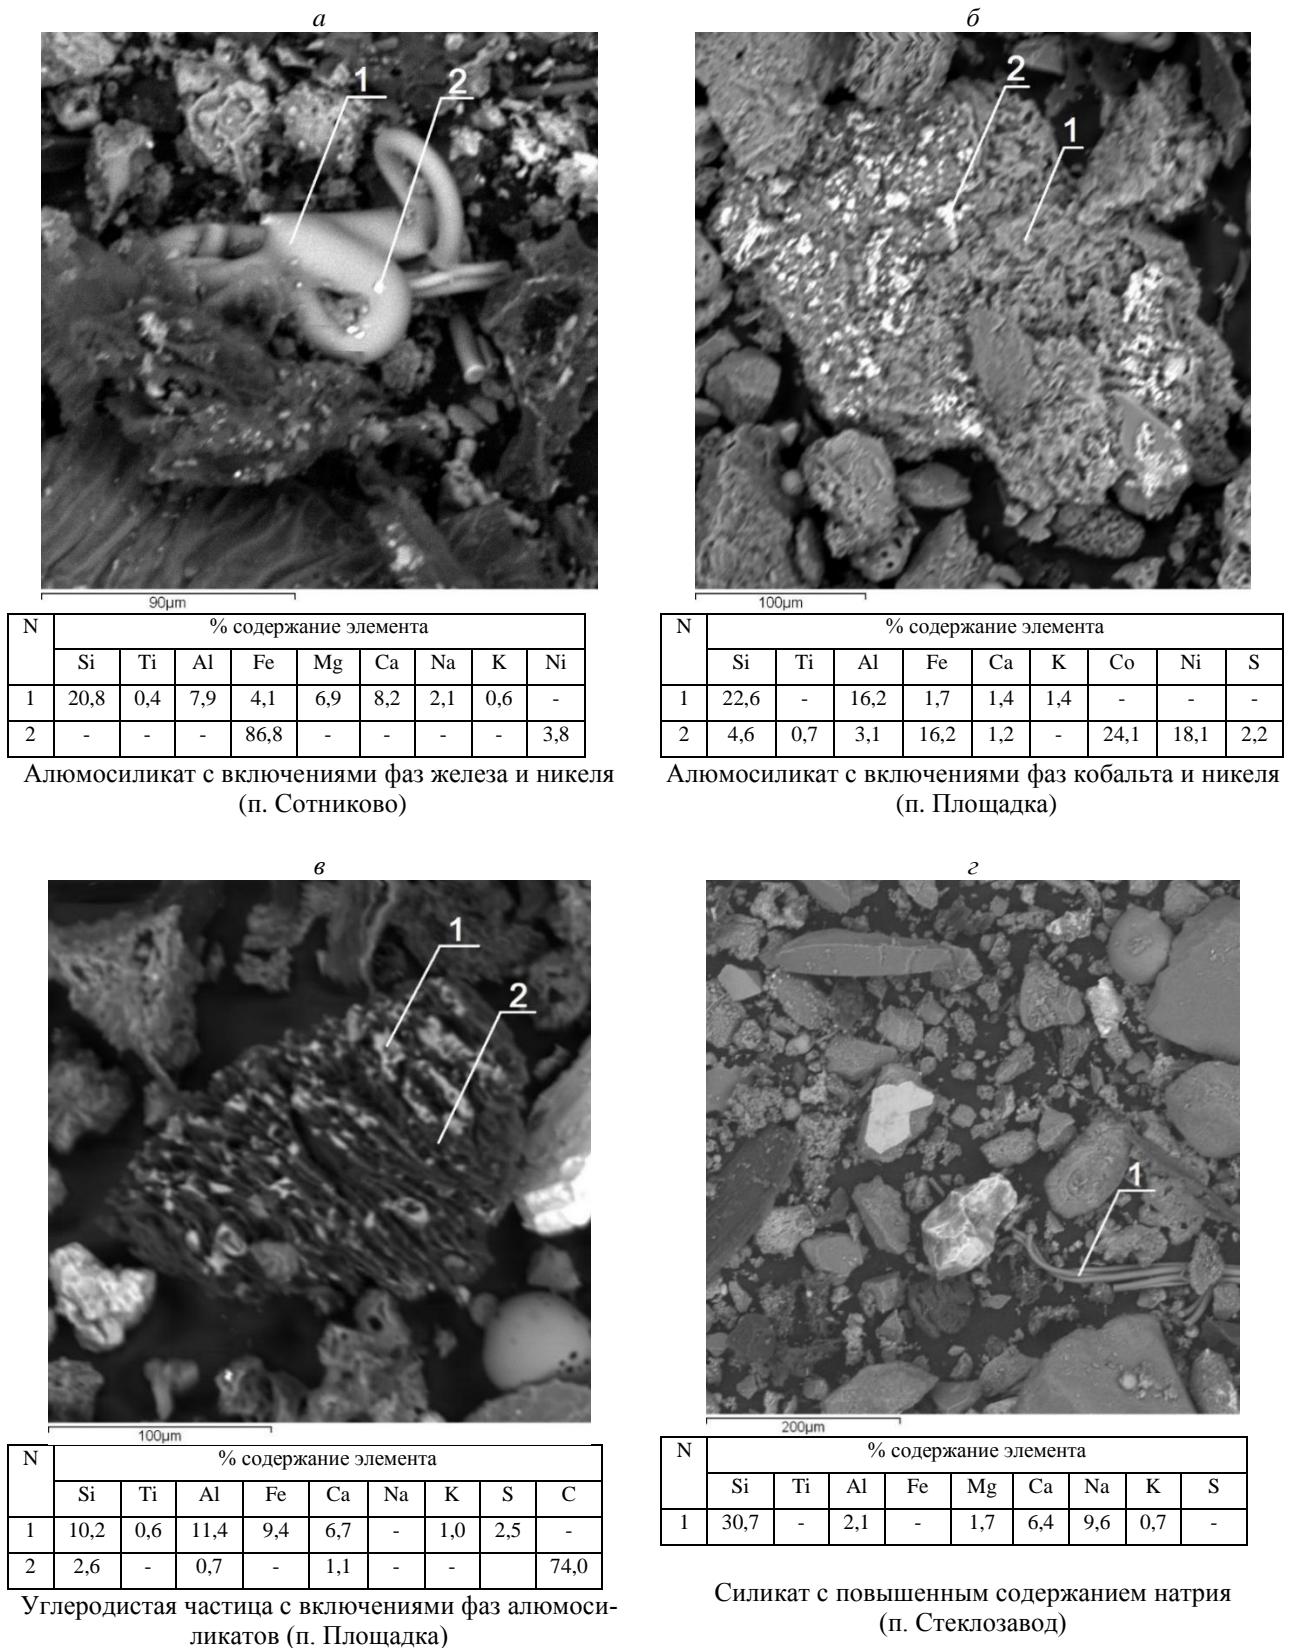 а
1
2
90µm
N % содержание элемента
Si Ti Al Fe Mg Ca Na K Ni
1 20,8 0,4 7,9 4,1 6,9 8,2 2,1 0,6 -
2 - - - 86,8 - - - - 3,8
Алюмосиликат с включениями фаз железа и никеля
(п. Сотниково)
б
2
1
100µm
N % содержание элемента
Si Ti Al Fe Ca K Co Ni S
1 22,6 - 16,2 1,7 1,4 1,4 - - -
2 4,6 0,7 3,1 16,2 1,2 - 24,1 18,1 2,2
Алюмосиликат с включениями фаз кобальта и никеля
(п. Площадка)
в
1
2
100µm
N % содержание элемента
Si Ti Al Fe Ca Na K S C
1 10,2 0,6 11,4 9,4 6,7 - 1,0 2,5 -
2 2,6 - 0,7 - 1,1 - - 74,0
Углеродистая частица с включениями фаз алюмоси-
ликатов (п. Площадка)
г
1
200µm
N % содержание элемента
Si Ti Al Fe Mg Ca Na K S
1 30,7 - 2,1 - 1,7 6,4 9,6 0,7 -
Силикат с повышенным содержанием натрия
(п. Стеклозавод)